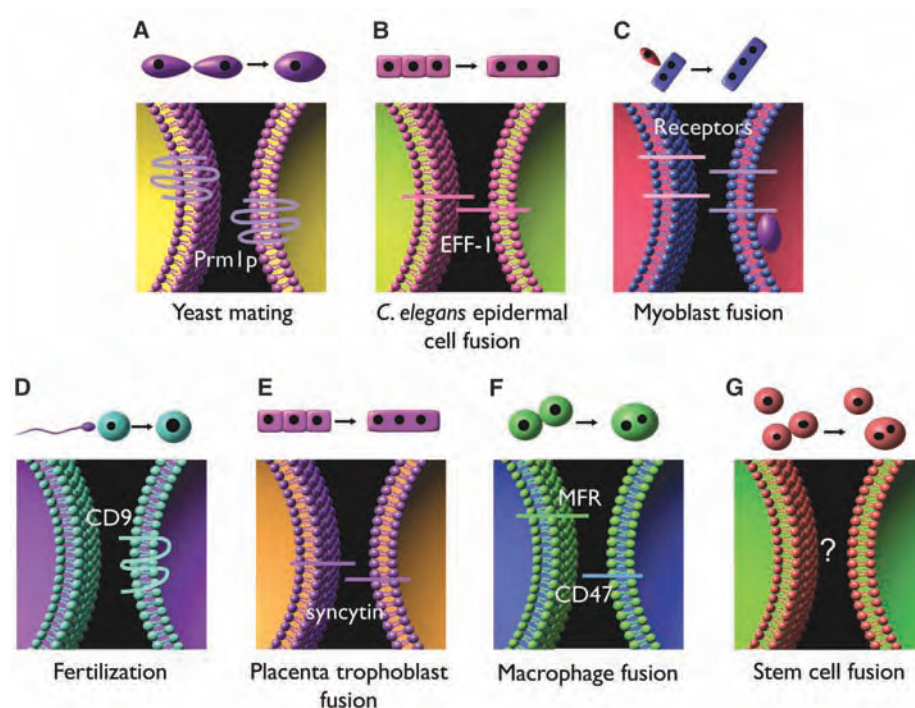 A
B
C
Prm1p
EFF-1
Receptors
Yeast mating
C. elegans epidermal
cell fusion
Myoblast fusion
D
E
F
G
CD9
syncytin
MFR
CD47
?
Fertilization
Placenta trophoblast
fusion
Macrophage fusion
Stem cell fusion